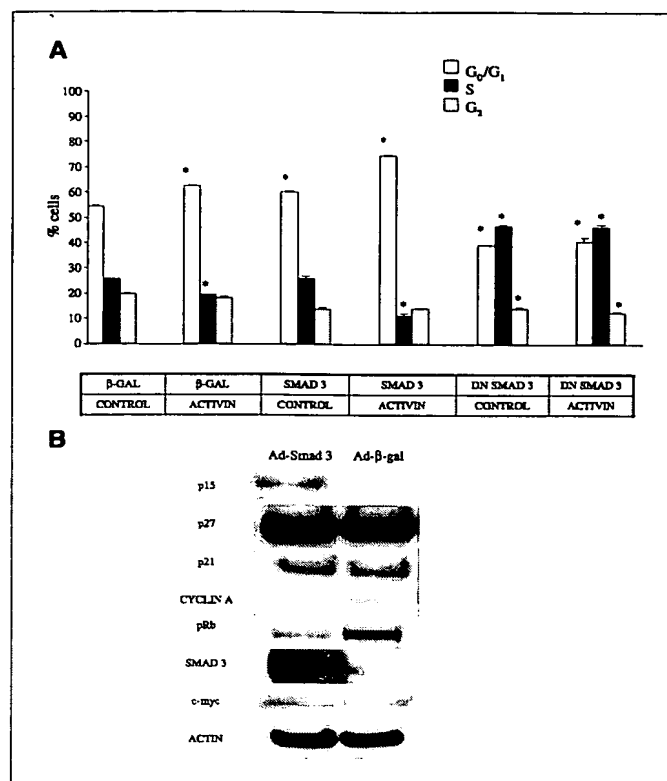 A
G₀/G₁
S
G₂
100
90
80
70
60
50
40
30
20
10
0
% cells
* * * * * * * * * * * *
β-GAL β-GAL SMAD 3 SMAD 3 DN SMAD 3 DN SMAD 3
CONTROL ACTIVIN CONTROL ACTIVIN CONTROL ACTIVIN
B
Ad-Smad 3 Ad-β-gal
p15
p27
p21
CYCLIN A
pRb
SMAD 3
c-myc
ACTIN